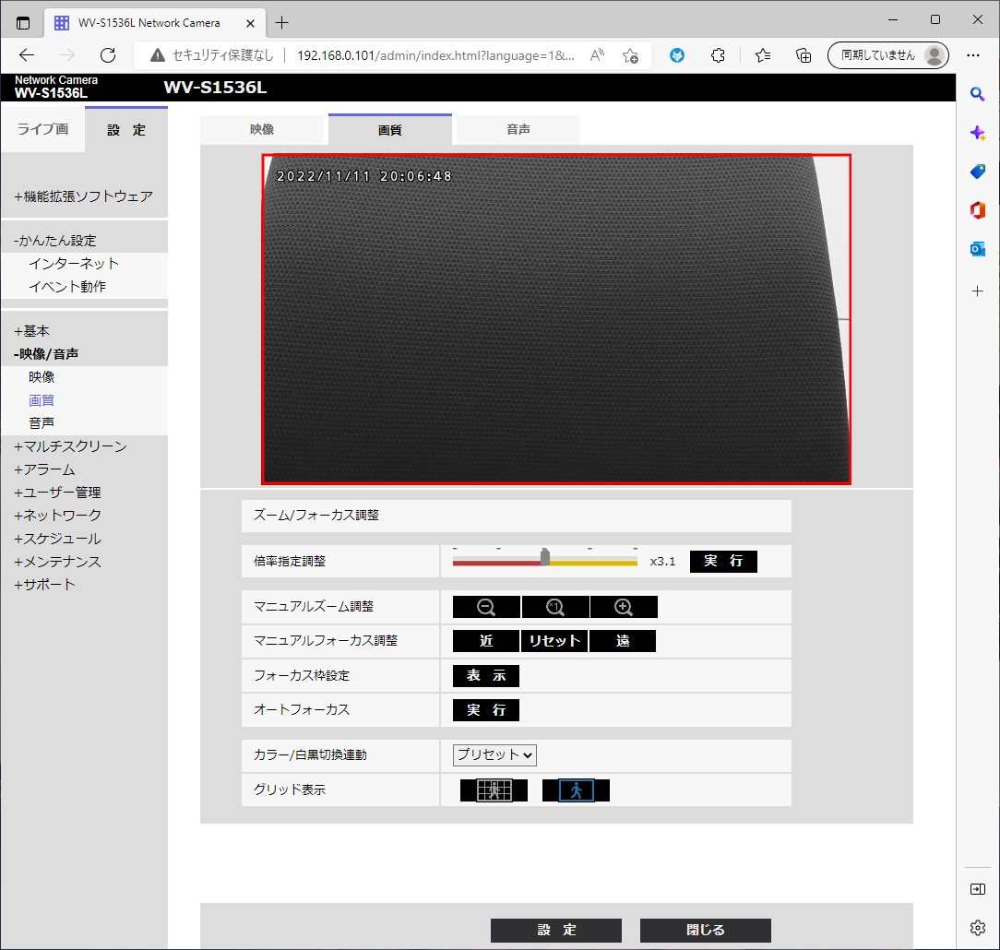 WV-S1536L Network Camera
セキュリティ保護なし
192.168.0.101/admin/index.html?language=1&...
同期していません
Network Camera
WV-S1536L
WV-S1536L
ライブ画
設 定
映像
画質
音声
2022/11/11 20:06:48
+機能拡張ソフトウェア
-かんたん設定
インターネット
イベント動作
+基本
-映像/音声
映像
画質
音声
+マルチスクリーン
+アラーム
+ユーザー管理
+ネットワーク
+スケジュール
+メンテナンス
+サポート
ズーム/フォーカス調整
倍率指定調整
x3.1
実 行
マニュアルズーム調整
×1
マニュアルフォーカス調整
近
リセット
遠
フォーカス枠設定
表 示
オートフォーカス
実 行
カラー/白黒切換連動
プリセット
グリッド表示
設 定
閉じる